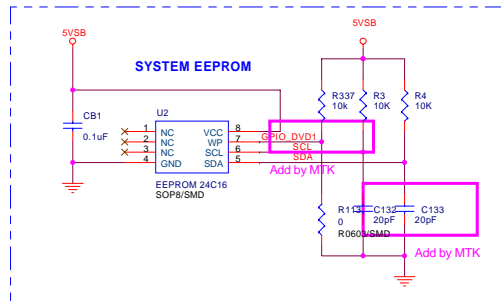 5VSB
5VSB
SYSTEM EEPROM
R337
10k
R3
10K
R4
10K
CB1
0.1uF
U2
1 NC VCC 8
2 NC WP 7 GPIO_DVD1
3 NC SCL 6 SCL
4 GND SDA 5 SDA
EEPROM 24C16
SOP8/SMD
Add by MTK
R113
0
R0603/SMD
C132
20pF
C133
20pF
Add by MTK